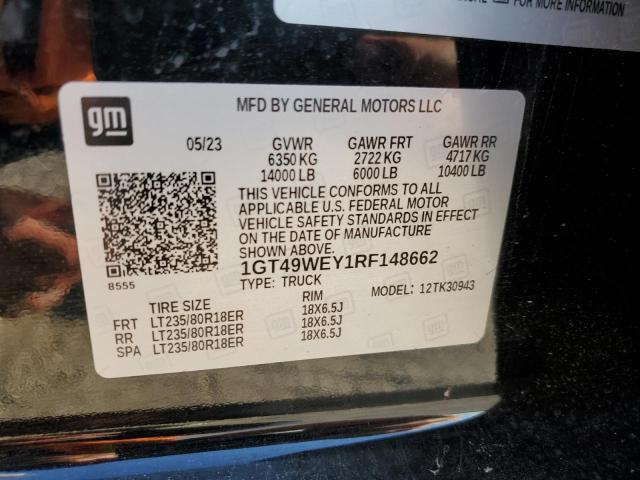 FOR MORE INFORMATION
gm
MFD BY GENERAL MOTORS LLC
05/23 GVWR GAWR FRT GAWR RR
6350 KG 2722 KG 4717 KG
14000 LB 6000 LB 10400 LB
THIS VEHICLE CONFORMS TO ALL
APPLICABLE U.S. FEDERAL MOTOR
VEHICLE SAFETY STANDARDS IN EFFECT
ON THE DATE OF MANUFACTURE
SHOWN ABOVE.
8555
1GT49WEY1RF148662
TYPE: TRUCK MODEL: 12TK30943
TIRE SIZE RIM
FRT LT235/80R18ER 18X6.5J
RR LT235/80R18ER 18X6.5J
SPA LT235/80R18ER 18X6.5J